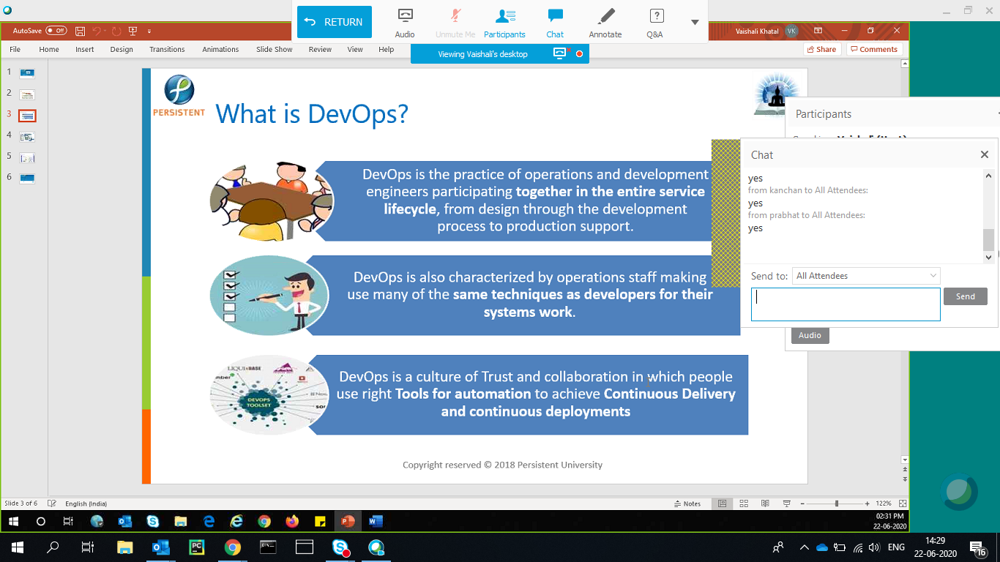 RETURN
Audio
Unmute Me
Participants
Chat
Annotate
Q&A
AutoSave Off
Vaishali Khatal VK
File Home Insert Design Transitions Animations Slide Show Review View Help
Share Comments
Viewing Vaishali's desktop
1
2
3
4
5
6
PERSISTENT
What is DevOps?
DevOps is the practice of operations and development
engineers participating together in the entire service
lifecycle, from design through the development
process to production support.
DevOps is also characterized by operations staff making
use many of the same techniques as developers for their
systems work.
LIQUIBASE
DEVOPS
TOOLSET
DevOps is a culture of Trust and collaboration in which people
use right Tools for automation to achieve Continuous Delivery
and continuous deployments
Copyright reserved © 2018 Persistent University
Participants
Chat
yes
from kanchan to All Attendees:
yes
from prabhat to All Attendees:
yes
Send to: All Attendees
Send
Audio
Slide 3 of 6 English (India)
Notes
122%
02:31 PM
22-06-2020
ENG
14:29
22-06-2020
16